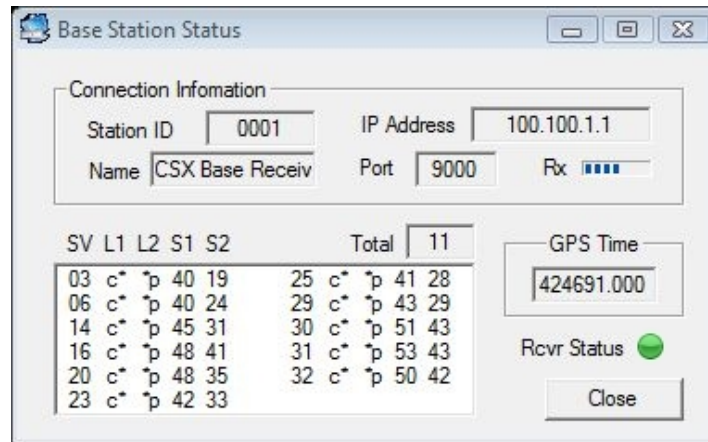 Base Station Status
Connection Infomation
Station ID 0001 IP Address 100.100.1.1
Name CSX Base Receiv Port 9000 Rx
SV L1 L2 S1 S2 Total 11 GPS Time
03 c* *p 40 19 25 c* *p 41 28
06 c* *p 40 24 29 c* *p 43 29
14 c* *p 45 31 30 c* *p 51 43
16 c* *p 48 41 31 c* *p 53 43
20 c* *p 48 35 32 c* *p 50 42
23 c* *p 42 33
424691.000
Rcvr Status
Close